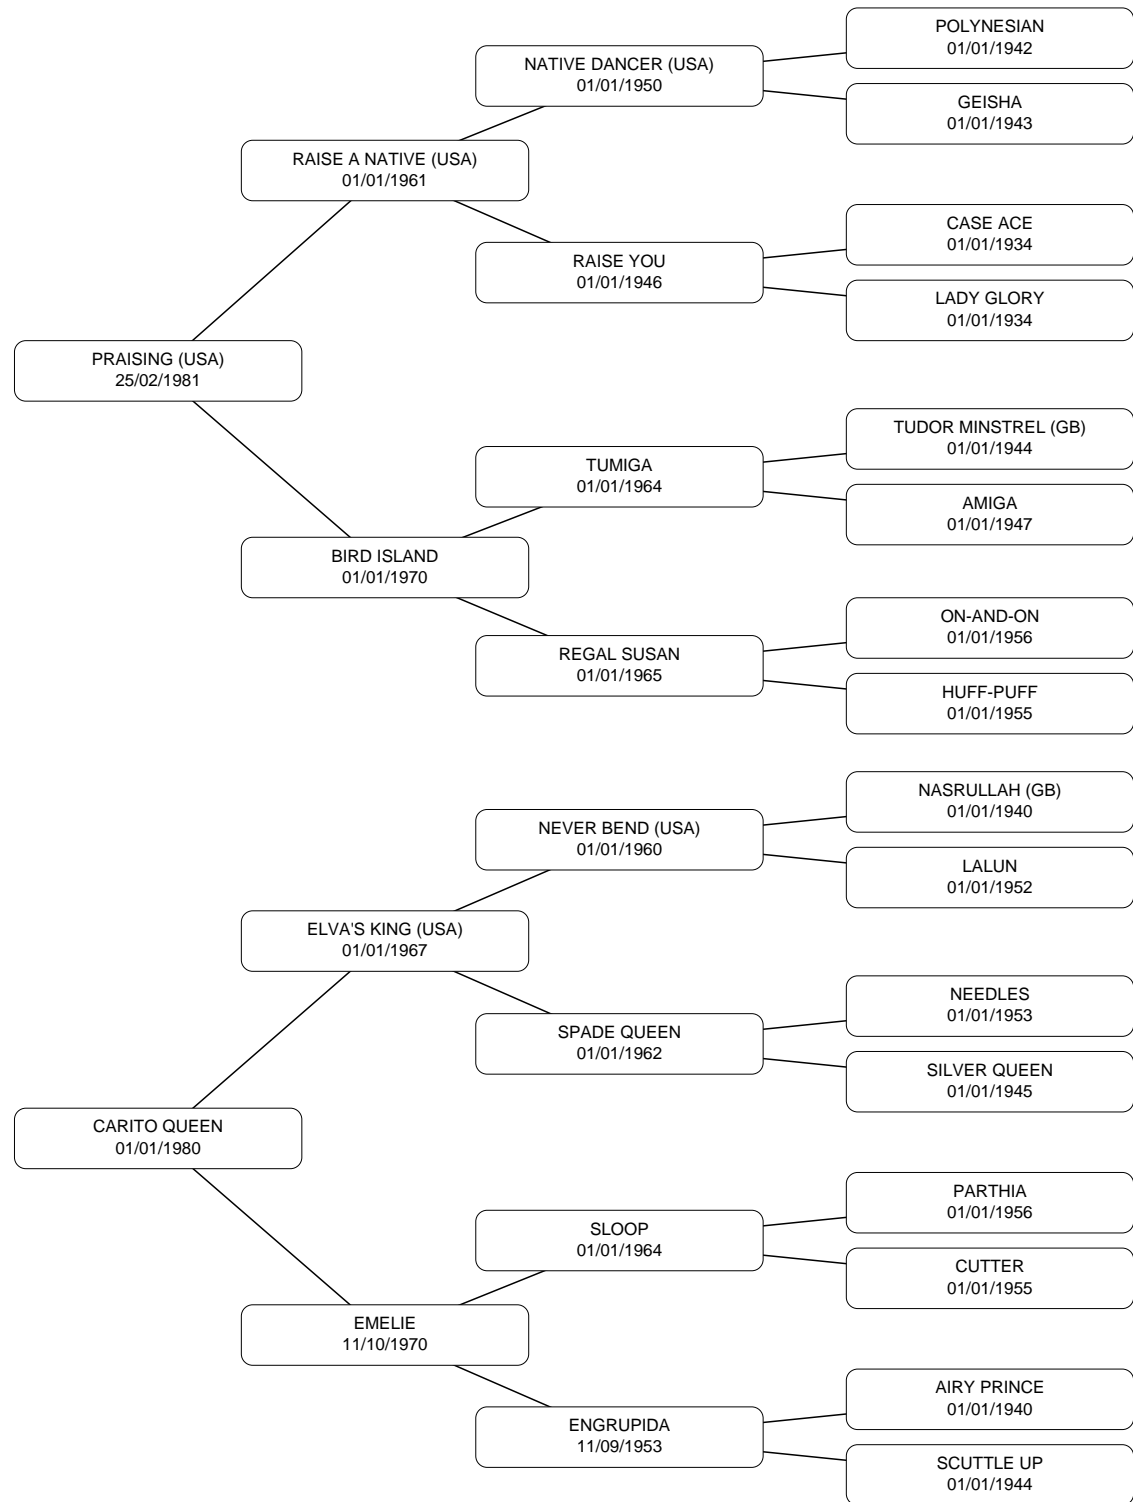 POLYNESIAN
01/01/1942
NATIVE DANCER (USA)
01/01/1950
GEISHA
01/01/1943
RAISE A NATIVE (USA)
01/01/1961
CASE ACE
01/01/1934
RAISE YOU
01/01/1946
LADY GLORY
01/01/1934
PRAISING (USA)
25/02/1981
TUDOR MINSTREL (GB)
01/01/1944
TUMIGA
01/01/1964
AMIGA
01/01/1947
BIRD ISLAND
01/01/1970
ON-AND-ON
01/01/1956
REGAL SUSAN
01/01/1965
HUFF-PUFF
01/01/1955
NASRULLAH (GB)
01/01/1940
NEVER BEND (USA)
01/01/1960
LALUN
01/01/1952
ELVA'S KING (USA)
01/01/1967
NEEDLES
01/01/1953
SPADE QUEEN
01/01/1962
SILVER QUEEN
01/01/1945
CARITO QUEEN
01/01/1980
PARTHIA
01/01/1956
SLOOP
01/01/1964
CUTTER
01/01/1955
EMELIE
11/10/1970
AIRY PRINCE
01/01/1940
ENGRUPIDA
11/09/1953
SCUTTLE UP
01/01/1944